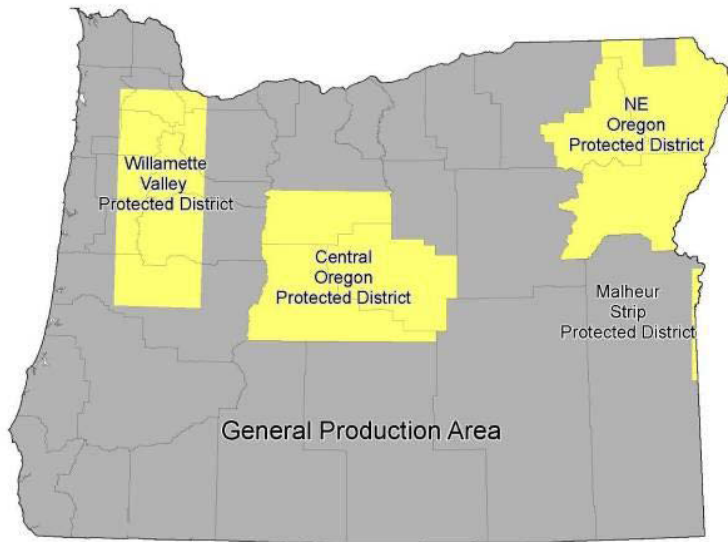 NE
Oregon
Protected District
Willamette
Valley
Protected District
Central
Oregon
Protected District
Malheur
Strip
Protected District
General Production Area